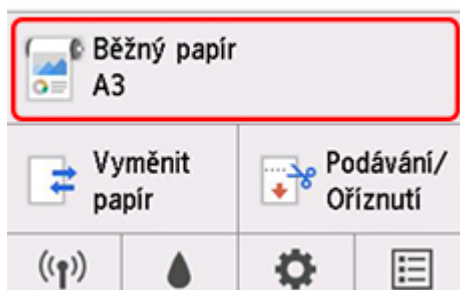 Běžný papír
A3
Vyměnit
papír
Podávání/
Oříznutí